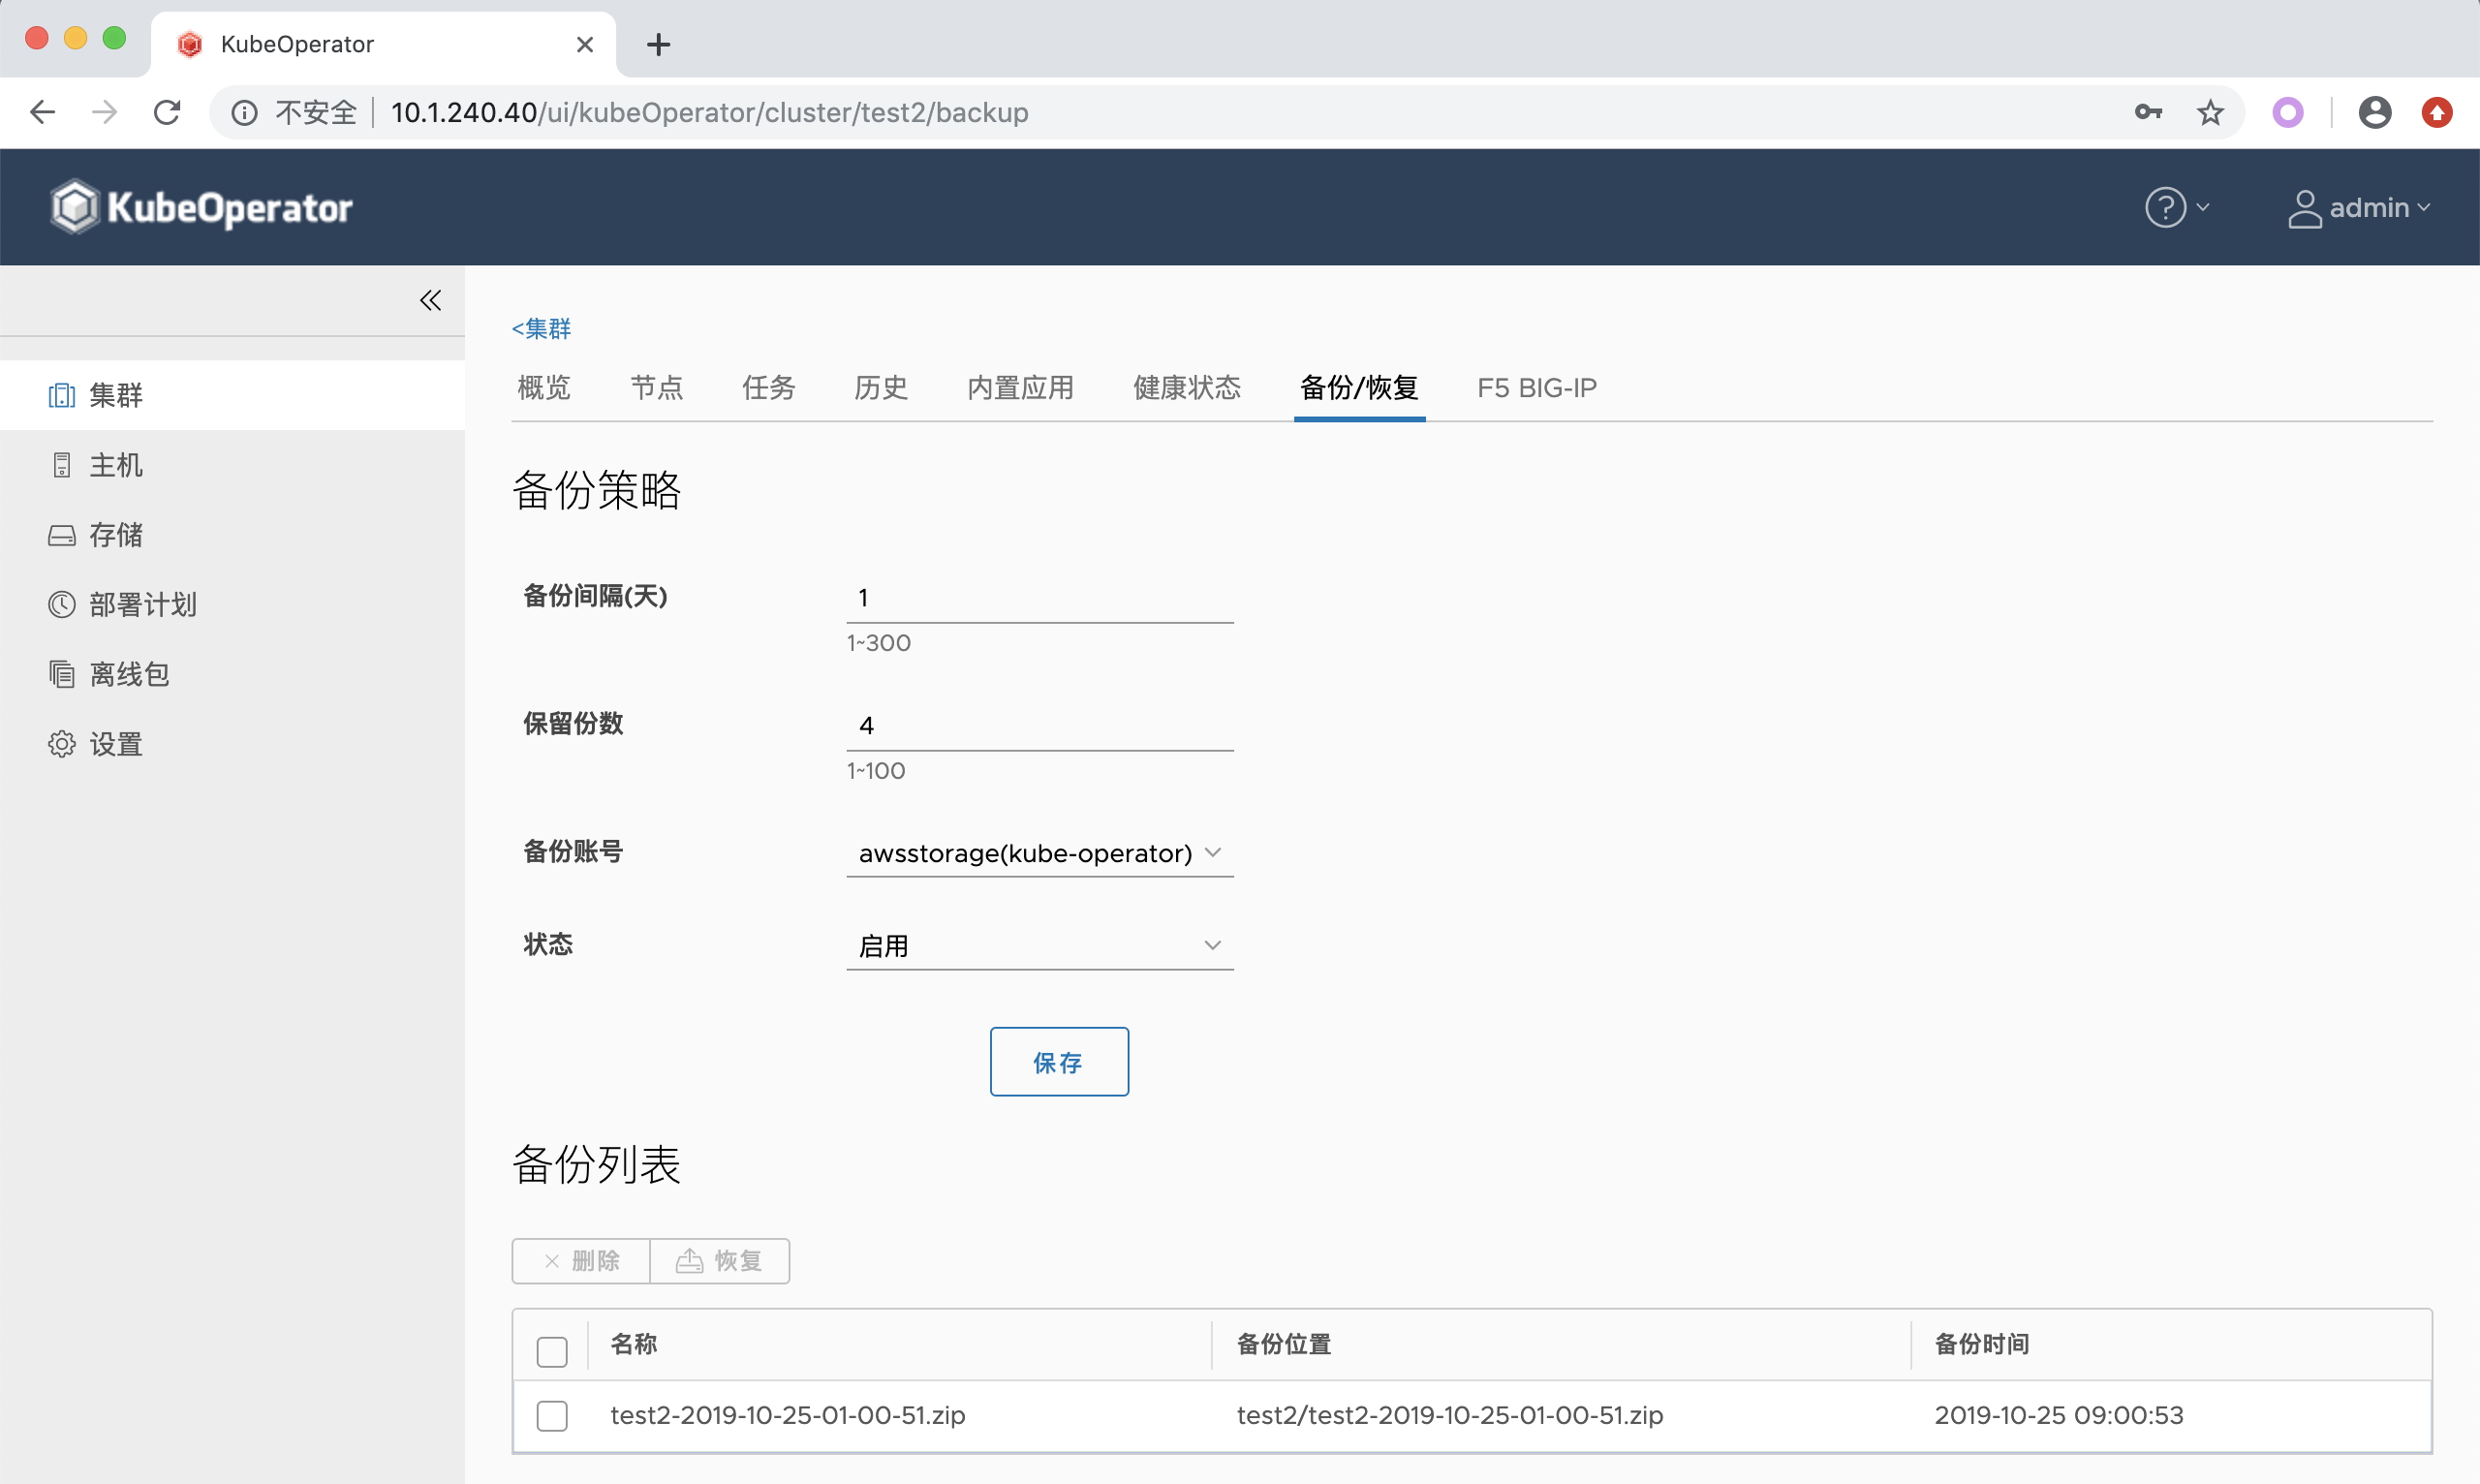 KubeOperator
不安全 10.1.240.40/ui/kubeOperator/cluster/test2/backup
KubeOperator
admin
集群
主机
存储
部署计划
离线包
设置
<集群
概览 节点 任务 历史 内置应用 健康状态 备份/恢复 F5 BIG-IP
备份策略
备份间隔(天) 1
1~300
保留份数 4
1~100
备份账号 awsstorage(kube-operator)
状态 启用
保存
备份列表
删除 恢复
名称 备份位置 备份时间
test2-2019-10-25-01-00-51.zip test2/test2-2019-10-25-01-00-51.zip 2019-10-25 09:00:53